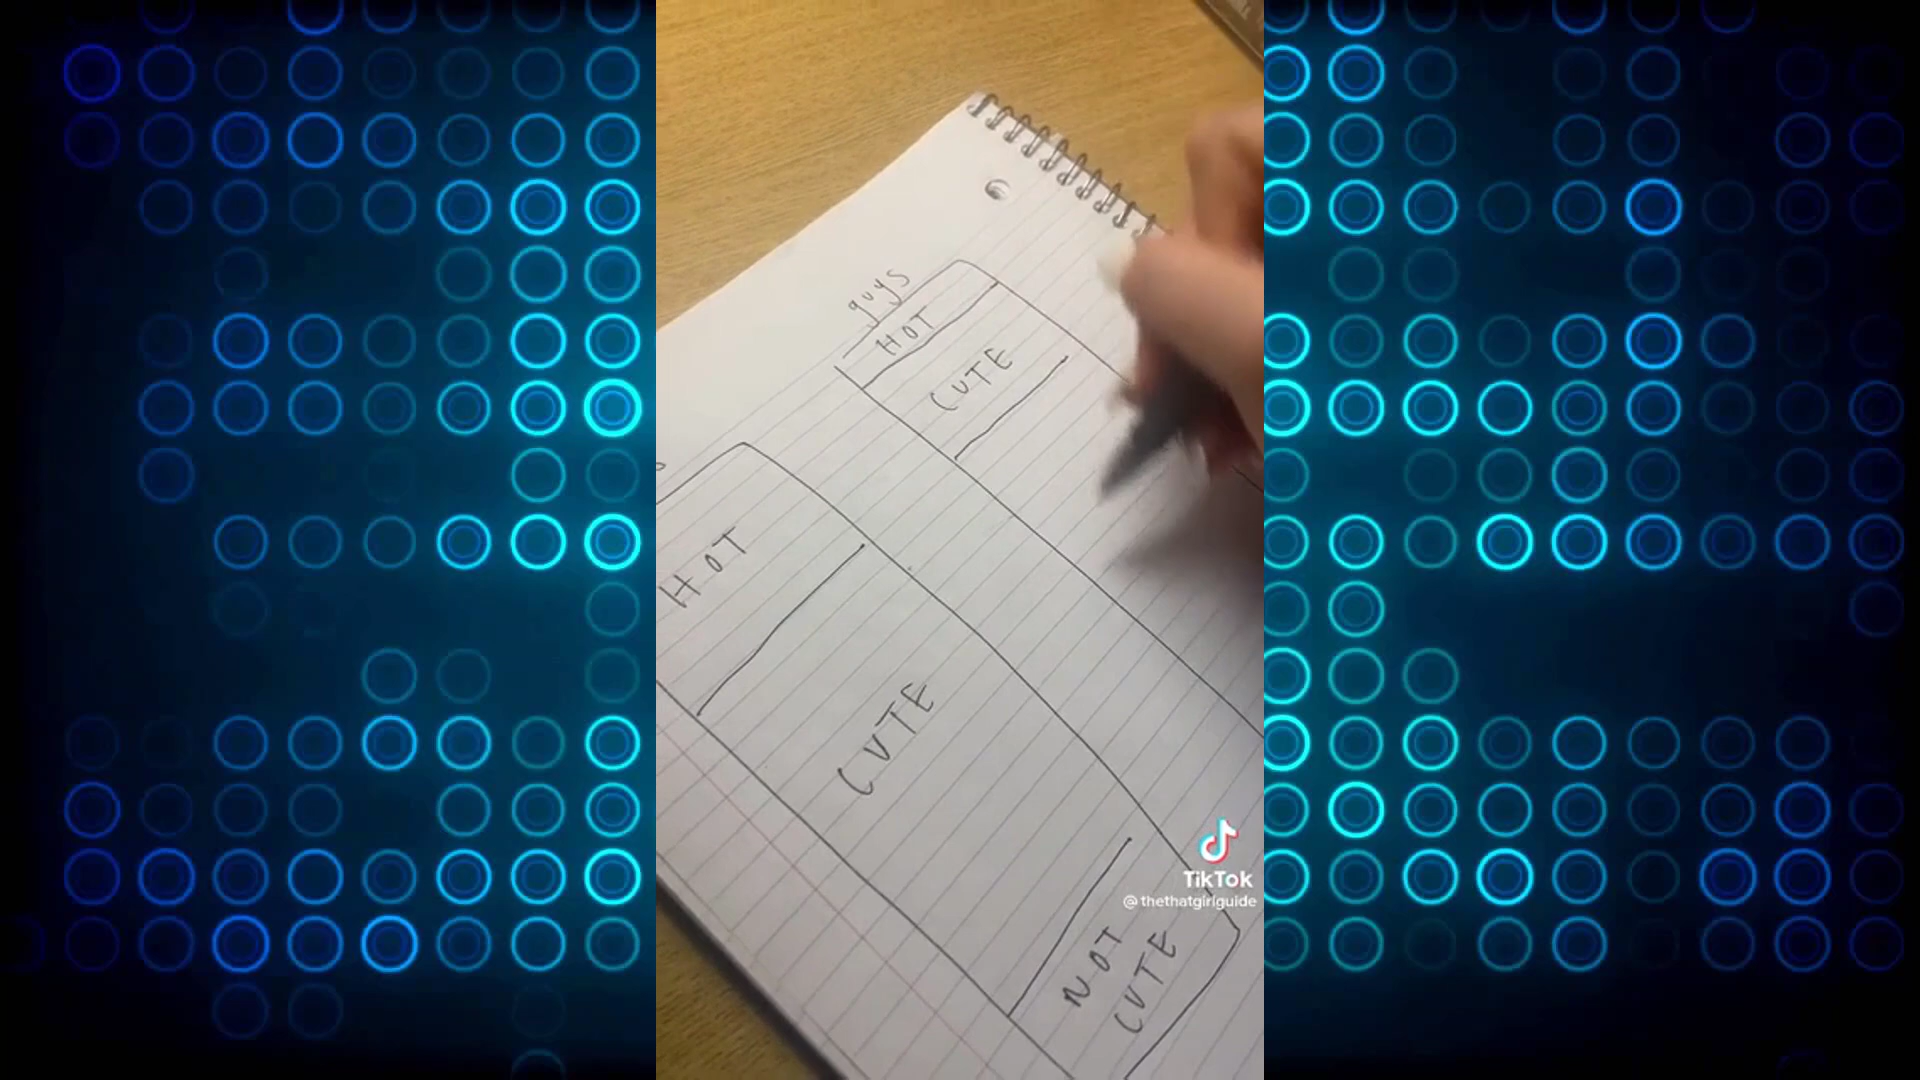 guys
HOT
CUTE
HOT
CUTE
NOT
CUTE
TikTok
@thethatgirlguide